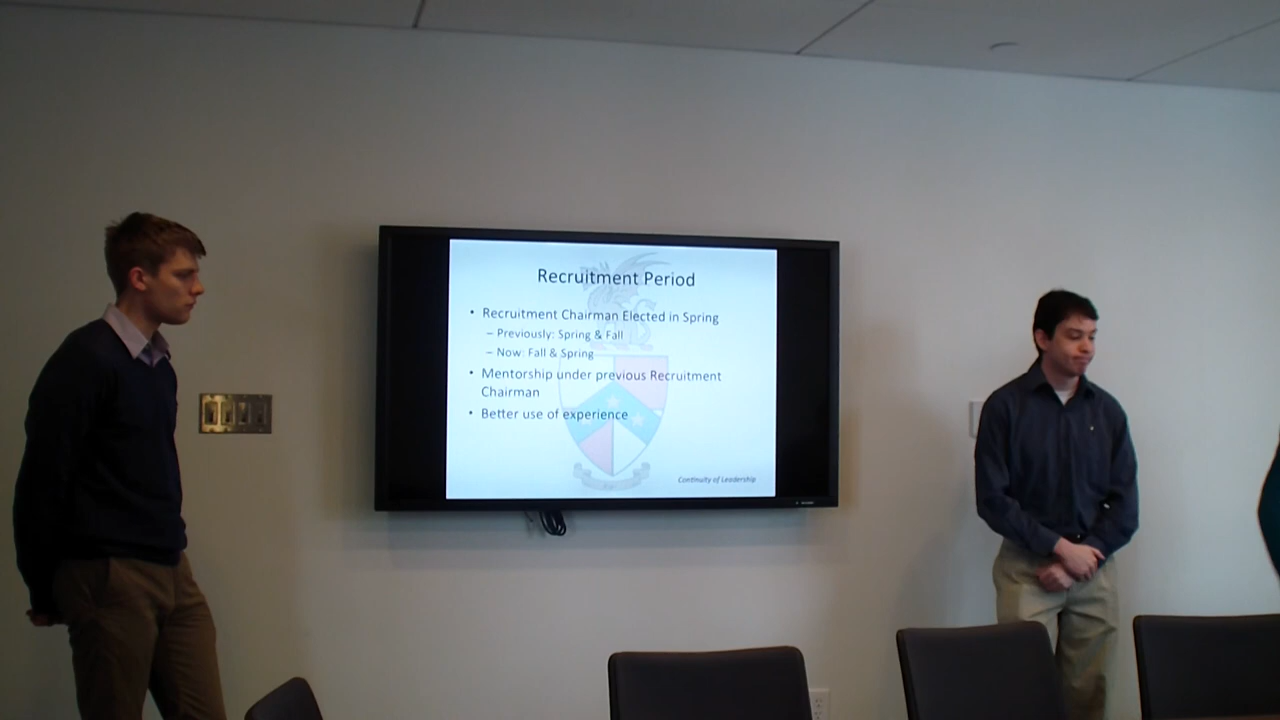 Recruitment Period
• Recruitment Chairman Elected in Spring
– Previously: Spring & Fall
– Now: Fall & Spring
• Mentorship under previous Recruitment
Chairman
• Better use of experience
Continuity of Leadership